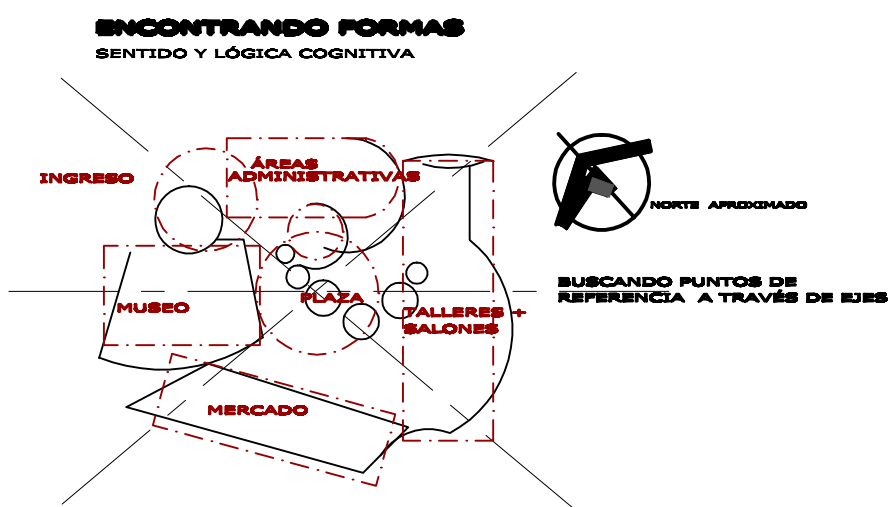 ENCONTRANDO FORMAS
SENTIDO Y LÓGICA COGNITIVA
INGRESO
ÁREAS
ADMINISTRATIVAS
NORTE APROXIMADO
BUSCANDO PUNTOS DE
REFERENCIA A TRAVÉS DE EJES
MUSEO
PLAZA
TALLERES +
SALONES
MERCADO